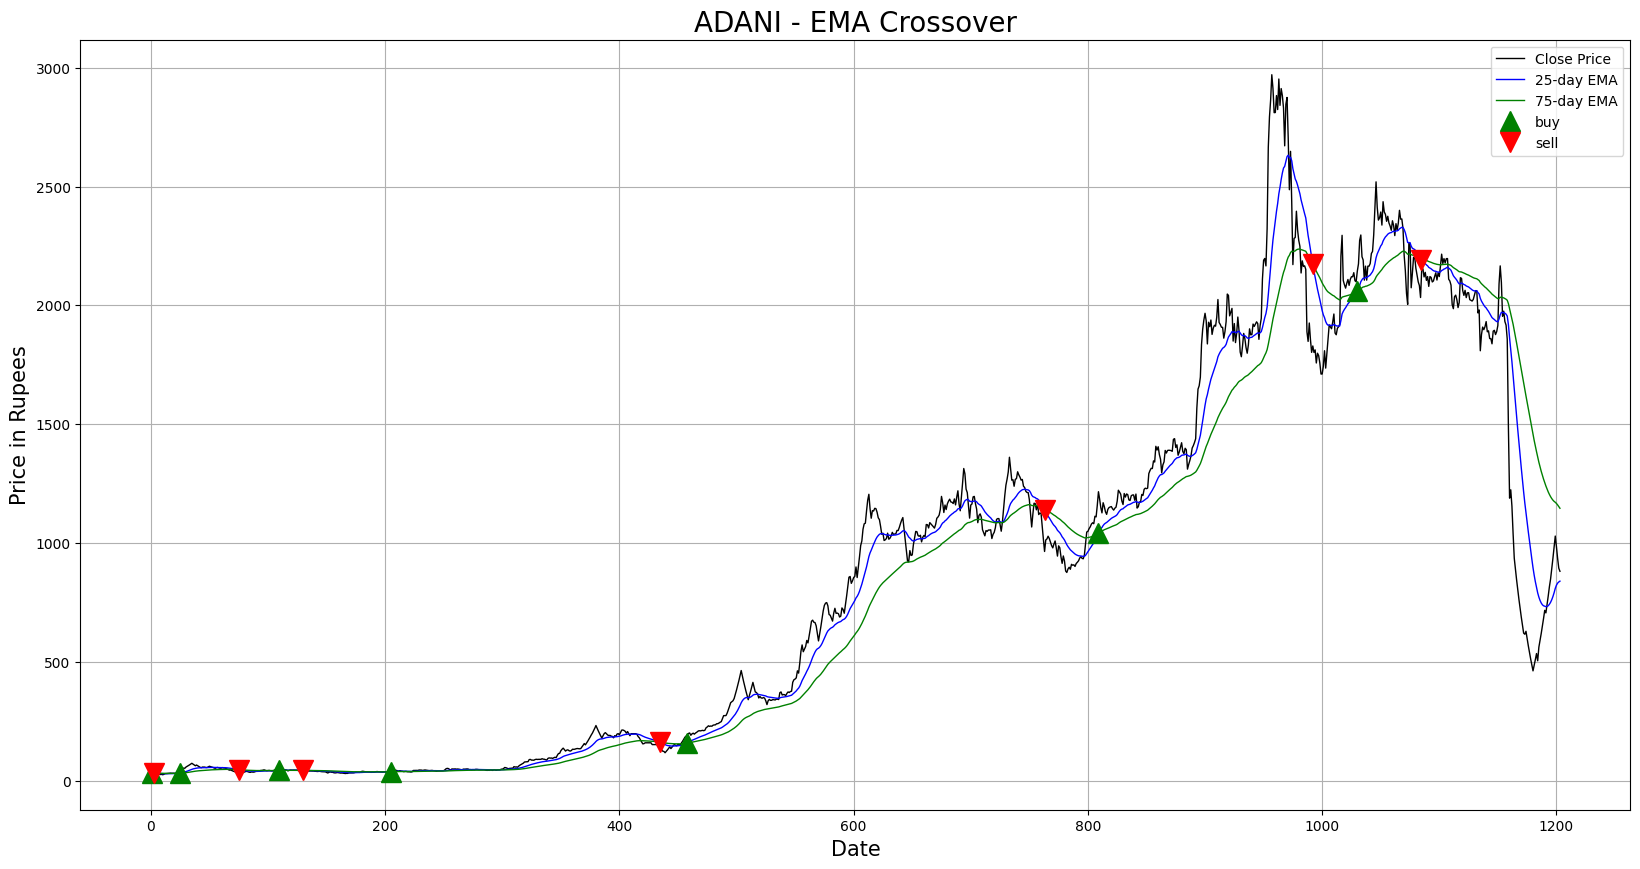 ADANI - EMA Crossover
Close Price
25-day EMA
75-day EMA
buy
sell
Price in Rupees
3000
2500
2000
1500
1000
500
0
0 200 400 600 800 1000 1200
Date